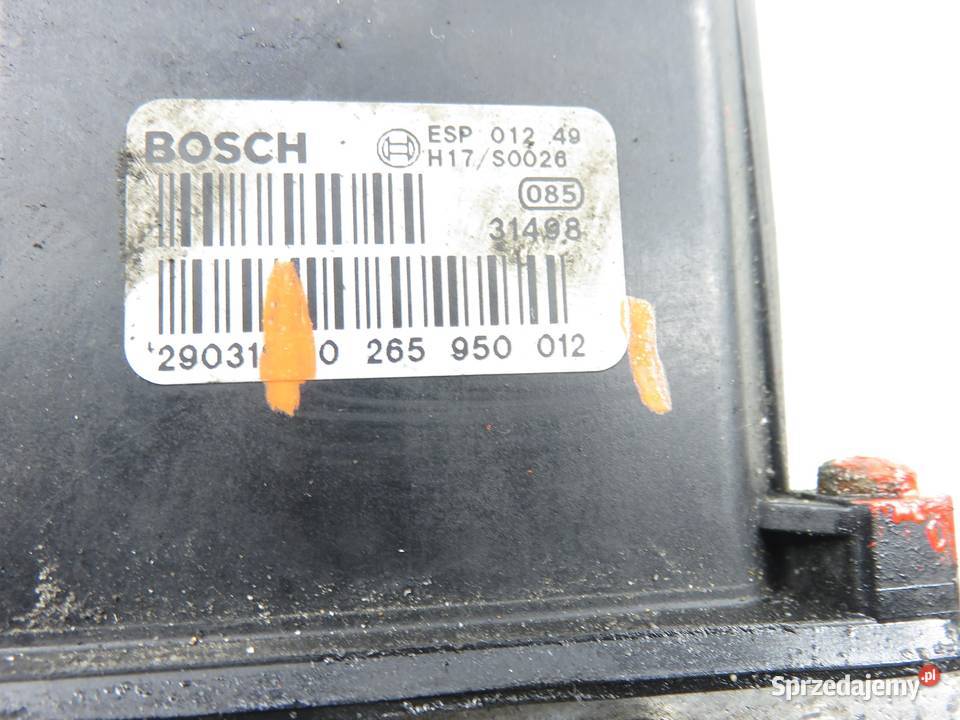 BOSCH
ESP 012 49
H17/S0026
085
31498
0 265 950 012
Sprzedajemy.pl